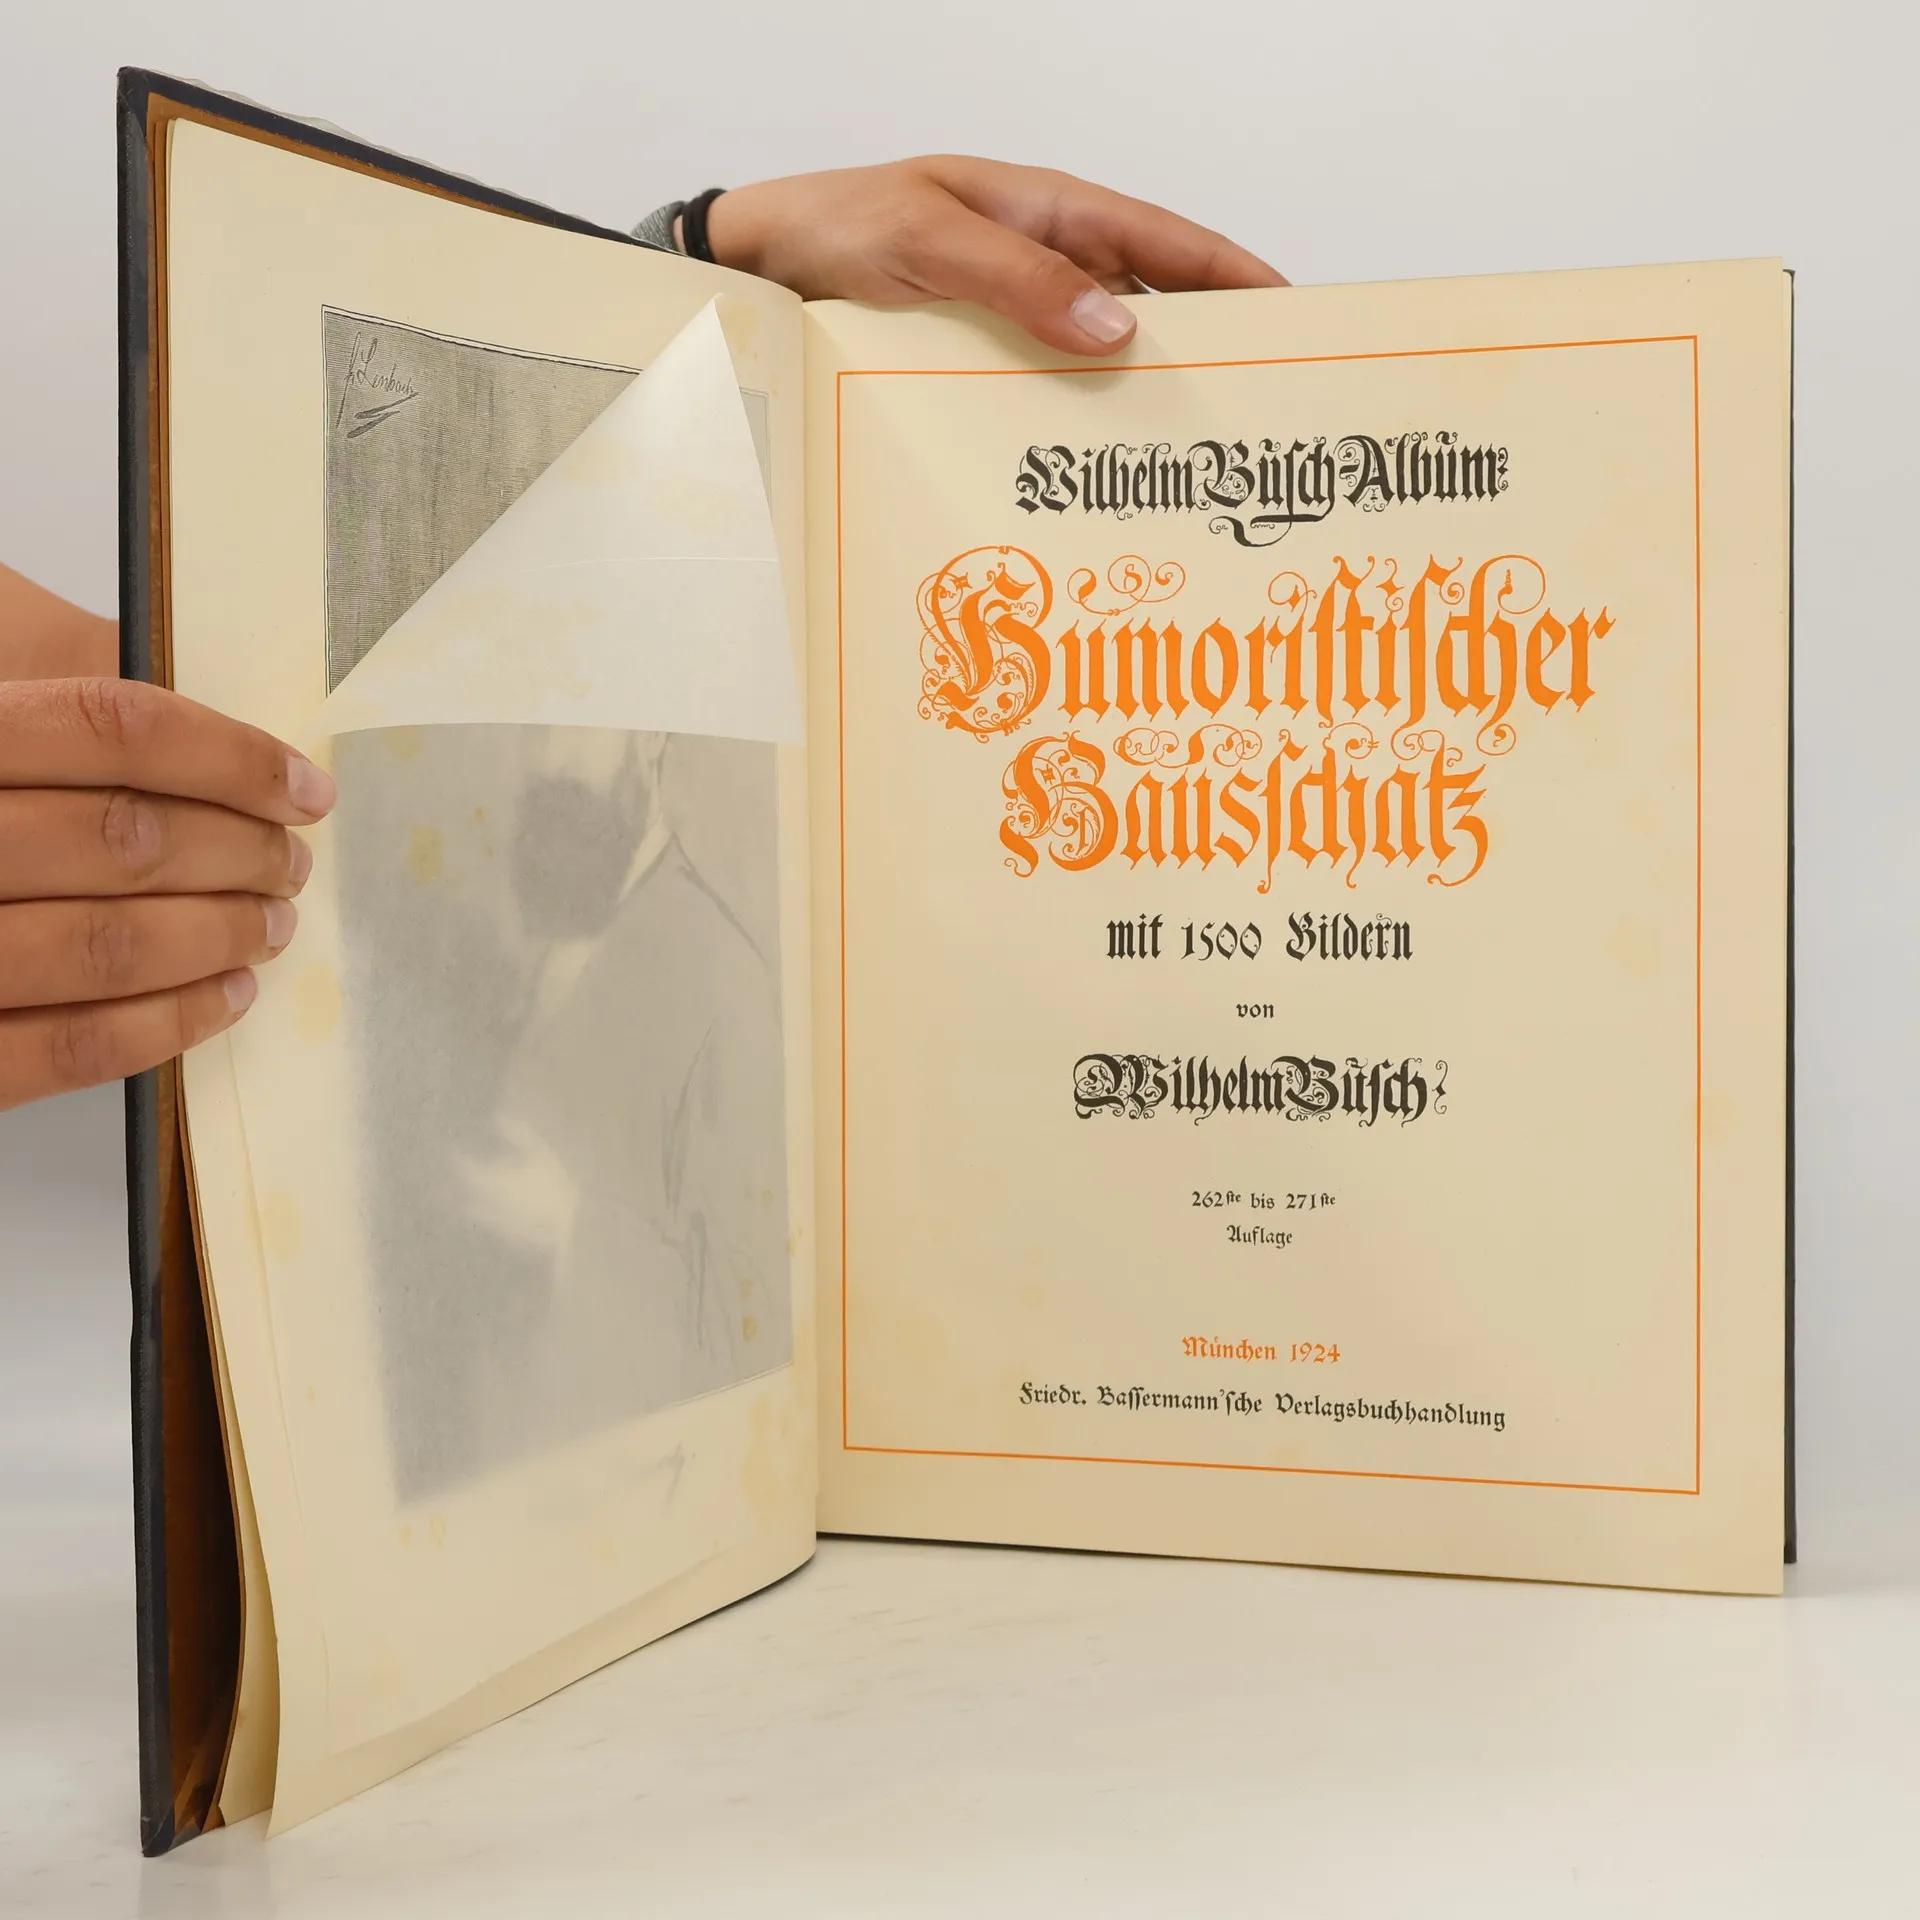 f. Lenbach
Wilhelm Buſch-Album
Humoriſtiſcher
Hausſchatz
mit 1500 Bildern
von
Wilhelm Buſch
262ſte bis 271ſte
Auflage
München 1924
Friedr. Baſſermann'ſche Verlagsbuchhandlung